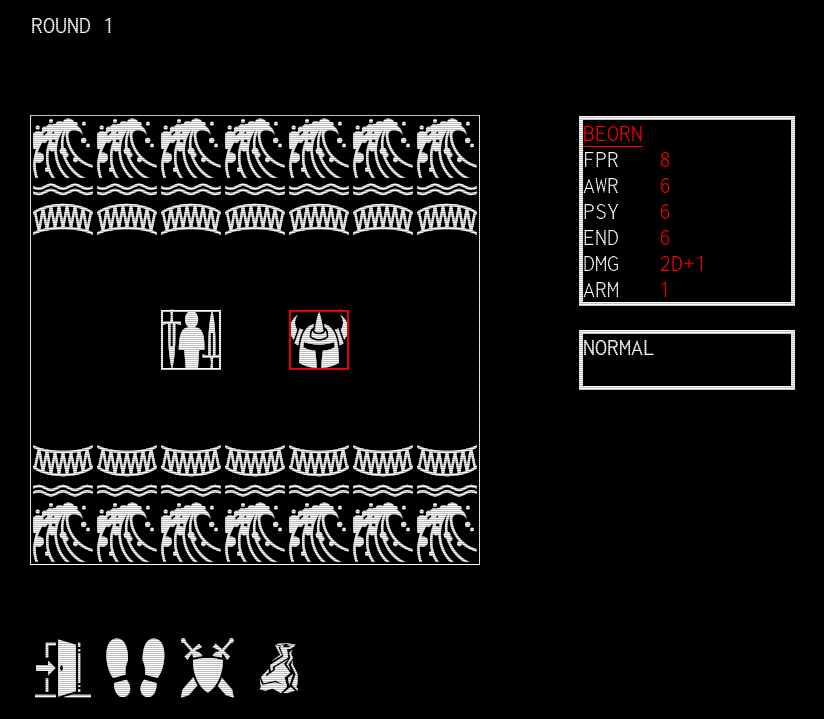 ROUND 1
BEORN
FPR 8
AWR 6
PSY 6
END 6
DMG 2D+1
ARM 1
NORMAL